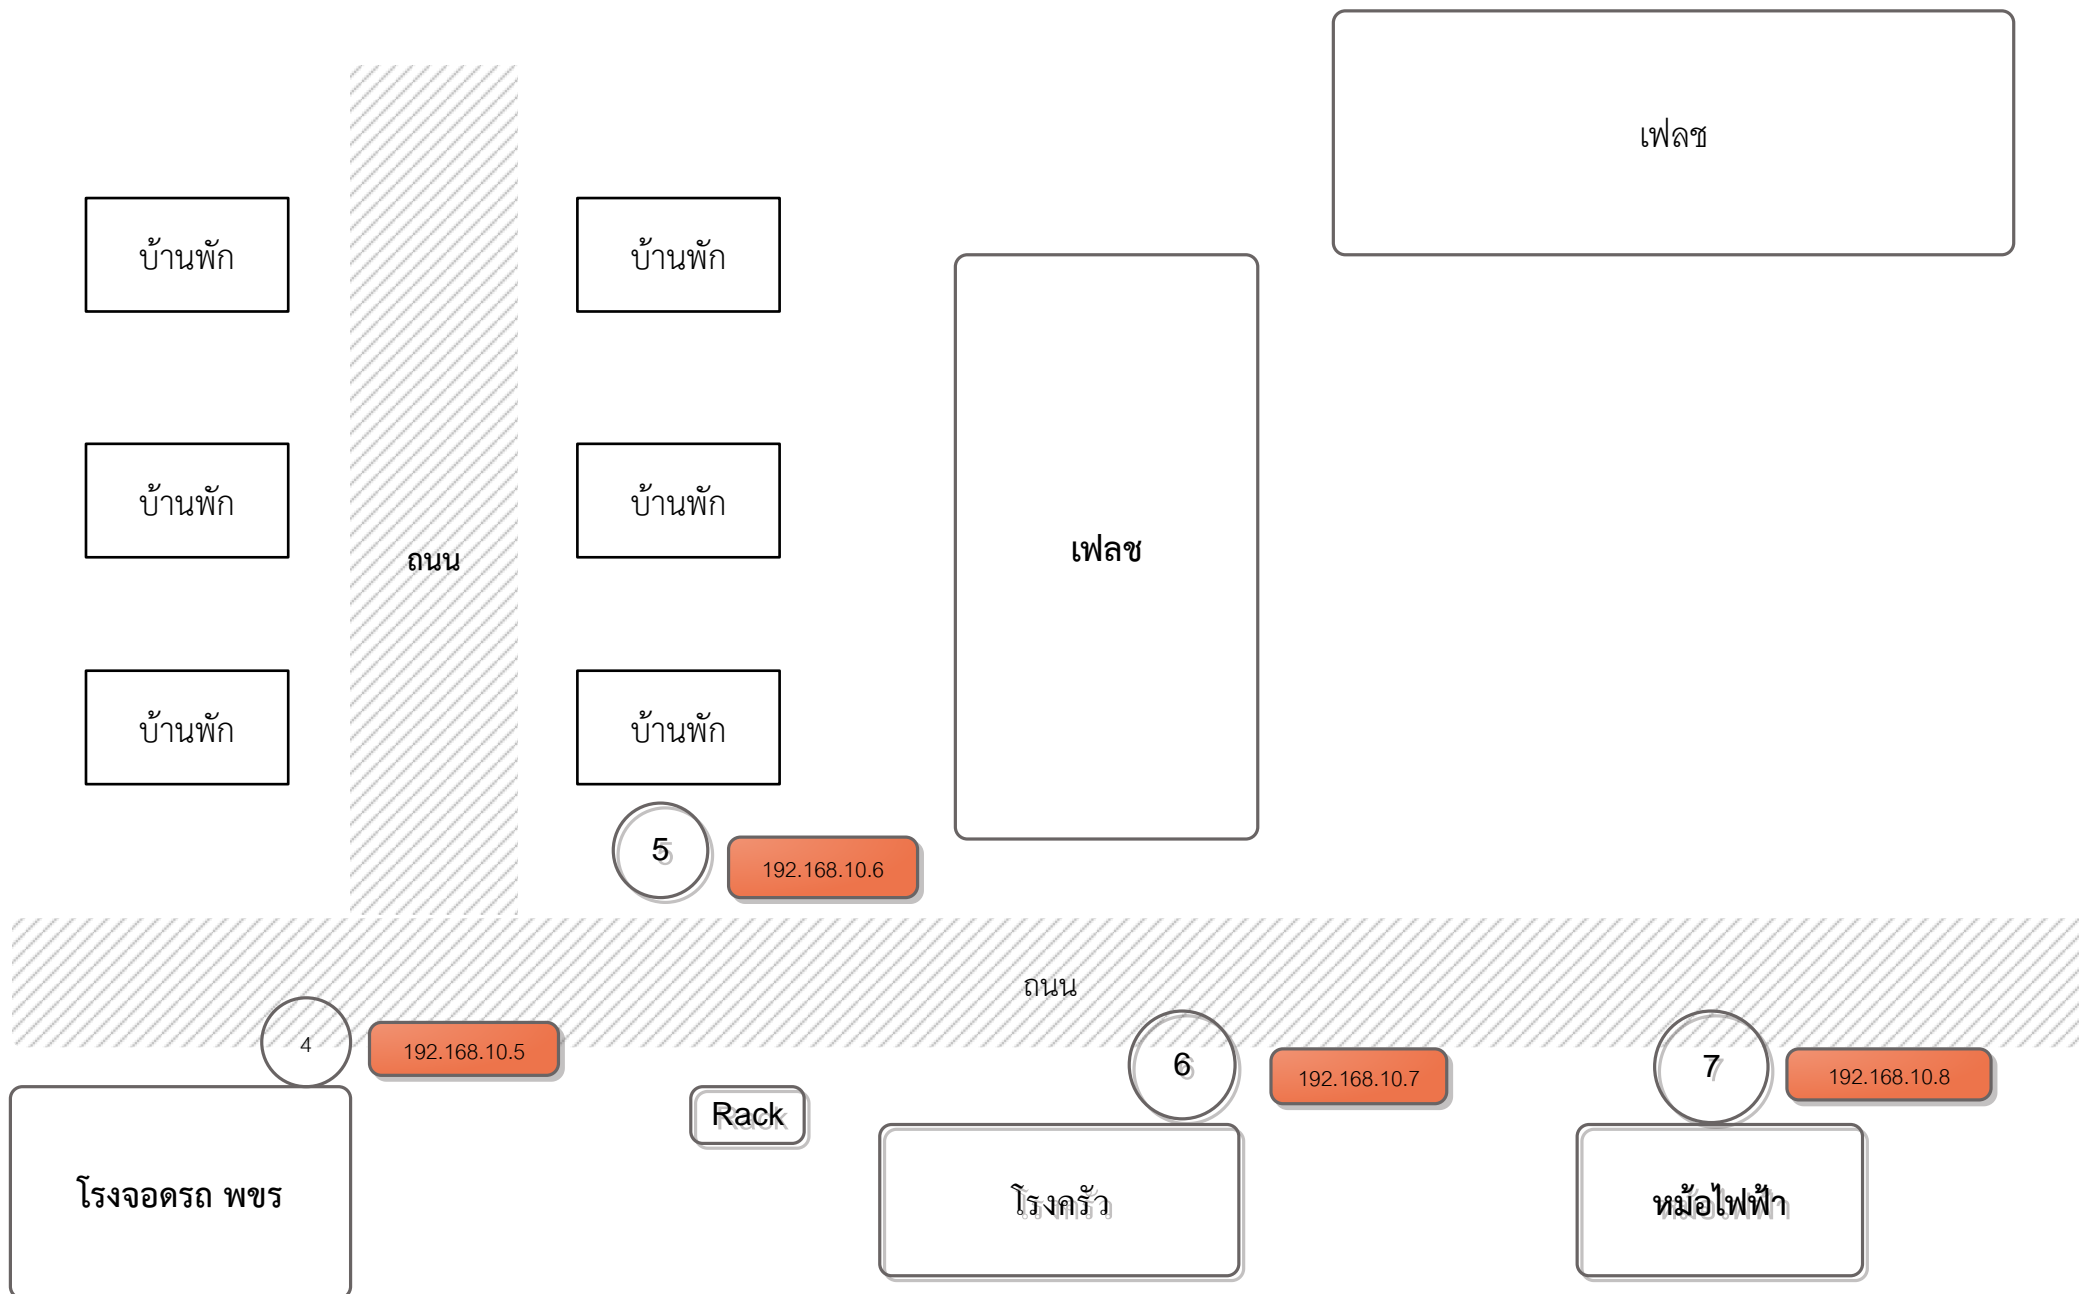 เฟลช
บ้านพัก
บ้านพัก
บ้านพัก
บ้านพัก
ถนน
เฟลช
บ้านพัก
บ้านพัก
5
192.168.10.6
ถนน
4
192.168.10.5
6
192.168.10.7
7
192.168.10.8
Rack
โรงจอดรถ พขร
โรงครัว
หม้อไฟฟ้า